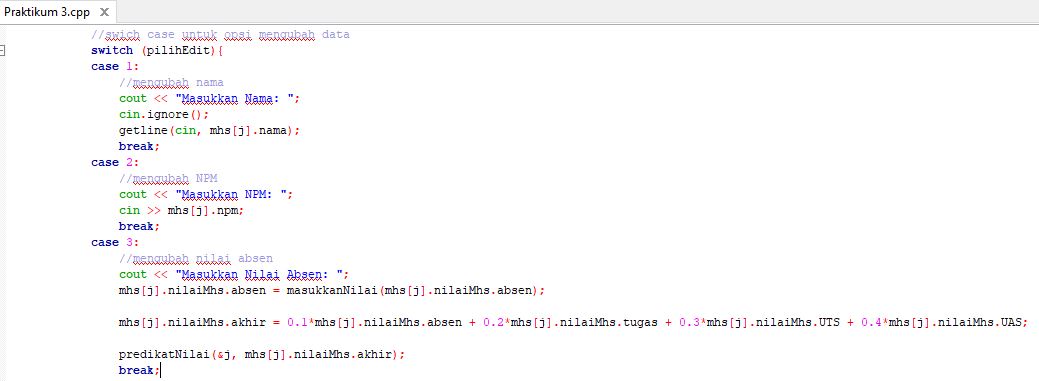 Praktikum 3.cpp X
//swich case untuk opsi mengubah data
switch (pilihEdit){
case 1:
//mengubah nama
cout << "Masukkan Nama: ";
cin.ignore();
getline(cin, mhs[j].nama);
break;
case 2:
//mengubah NPM
cout << "Masukkan NPM: ";
cin >> mhs[j].npm;
break;
case 3:
//mengubah nilai absen
cout << "Masukkan Nilai Absen: ";
mhs[j].nilaiMhs.absen = masukkanNilai(mhs[j].nilaiMhs.absen);
mhs[j].nilaiMhs.akhir = 0.1*mhs[j].nilaiMhs.absen + 0.2*mhs[j].nilaiMhs.tugas + 0.3*mhs[j].nilaiMhs.UTS + 0.4*mhs[j].nilaiMhs.UAS;
predikatNilai(&j, mhs[j].nilaiMhs.akhir);
break;